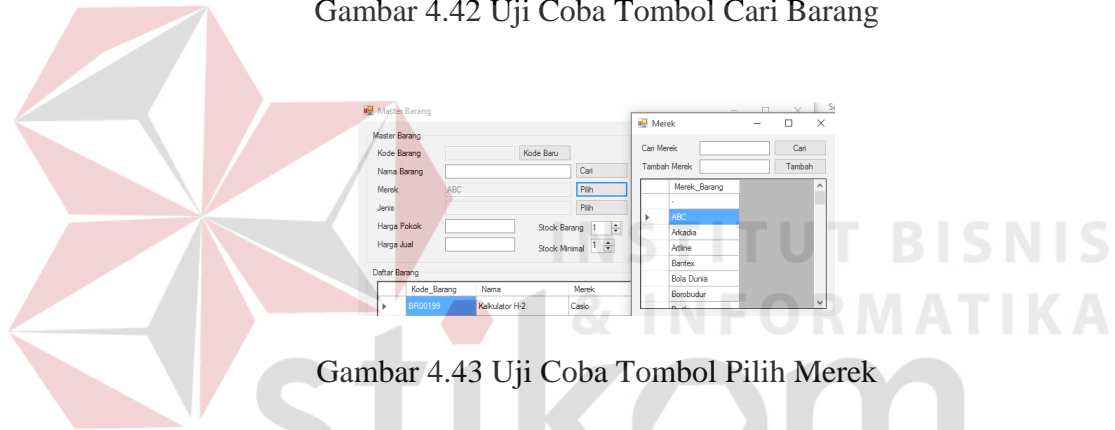 Gambar 4.42 Uji Coba Tombol Cari Barang
Master Barang
Master Barang
Kode Barang
Kode Baru
Nama Barang
Cari
Merek
ABC
Pilih
Jenis
Pilih
Harga Pokok
Stock Barang 1
Harga Jual
Stock Minimal 1
Daftar Barang
Kode_Barang Nama Merek
BR00199 Kalkulator H-2 Casio
Merek
Cari Merek
Cari
Tambah Merek
Tambah
Merek_Barang
-
ABC
Arkadia
Artline
Bantex
Bola Dunia
Borobudur
INSTITUT BISNIS
& INFORMATIKA
stikom
Gambar 4.43 Uji Coba Tombol Pilih Merek